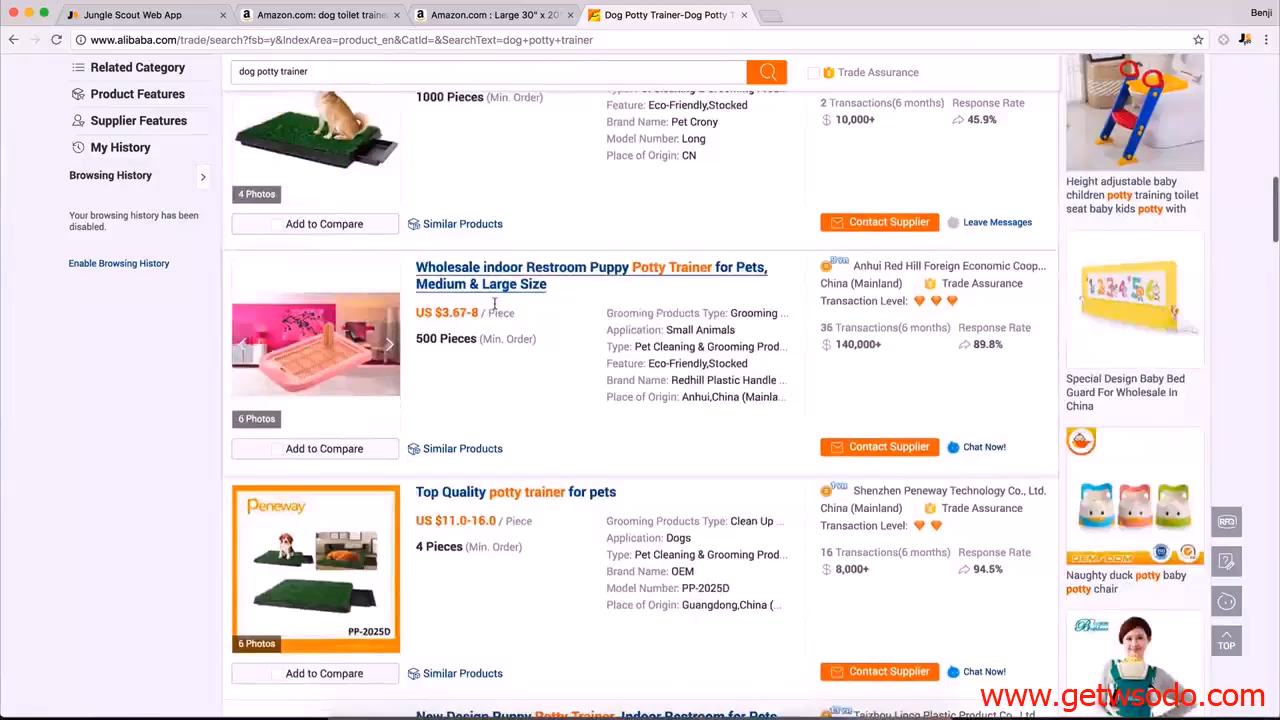 Jungle Scout Web App
Amazon.com: dog toilet traine
Amazon.com : Large 30" x 20"
Dog Potty Trainer-Dog Potty T
Benji
www.alibaba.com/trade/search?fsb=y&IndexArea=product_en&CatId=&SearchText=dog+potty+trainer
Related Category
Product Features
Supplier Features
My History
Browsing History
Your browsing history has been
disabled.
Enable Browsing History
dog potty trainer
Trade Assurance
1000 Pieces (Min. Order)
Feature: Eco-Friendly,Stocked
Brand Name: Pet Crony
Model Number: Long
Place of Origin: CN
2 Transactions(6 months)
Response Rate
$ 10,000+
45.9%
4 Photos
Add to Compare
Similar Products
Contact Supplier
Leave Messages
Wholesale indoor Restroom Puppy Potty Trainer for Pets,
Medium & Large Size
US $3.67-8 / Piece
500 Pieces (Min. Order)
Grooming Products Type: Grooming ...
Application: Small Animals
Type: Pet Cleaning & Grooming Prod...
Feature: Eco-Friendly,Stocked
Brand Name: Redhill Plastic Handle ...
Place of Origin: Anhui,China (Mainla...
Anhui Red Hill Foreign Economic Coop...
China (Mainland)
Trade Assurance
Transaction Level:
36 Transactions(6 months)
Response Rate
$ 140,000+
89.8%
6 Photos
Add to Compare
Similar Products
Contact Supplier
Chat Now!
Peneway
PP-2025D
6 Photos
Top Quality potty trainer for pets
US $11.0-16.0 / Piece
4 Pieces (Min. Order)
Grooming Products Type: Clean Up ...
Application: Dogs
Type: Pet Cleaning & Grooming Prod...
Brand Name: OEM
Model Number: PP-2025D
Place of Origin: Guangdong,China (...
Shenzhen Peneway Technology Co., Ltd.
China (Mainland)
Trade Assurance
Transaction Level:
16 Transactions(6 months)
Response Rate
$ 8,000+
94.5%
Add to Compare
Similar Products
Contact Supplier
Chat Now!
New Design Puppy Potty Trainer, Indoor Restroom for Pets
Height adjustable baby
children potty training toilet
seat baby kids potty with
Special Design Baby Bed
Guard For Wholesale In
China
Naughty duck potty baby
potty chair
RFQ
TOP
www.getwsodo.com